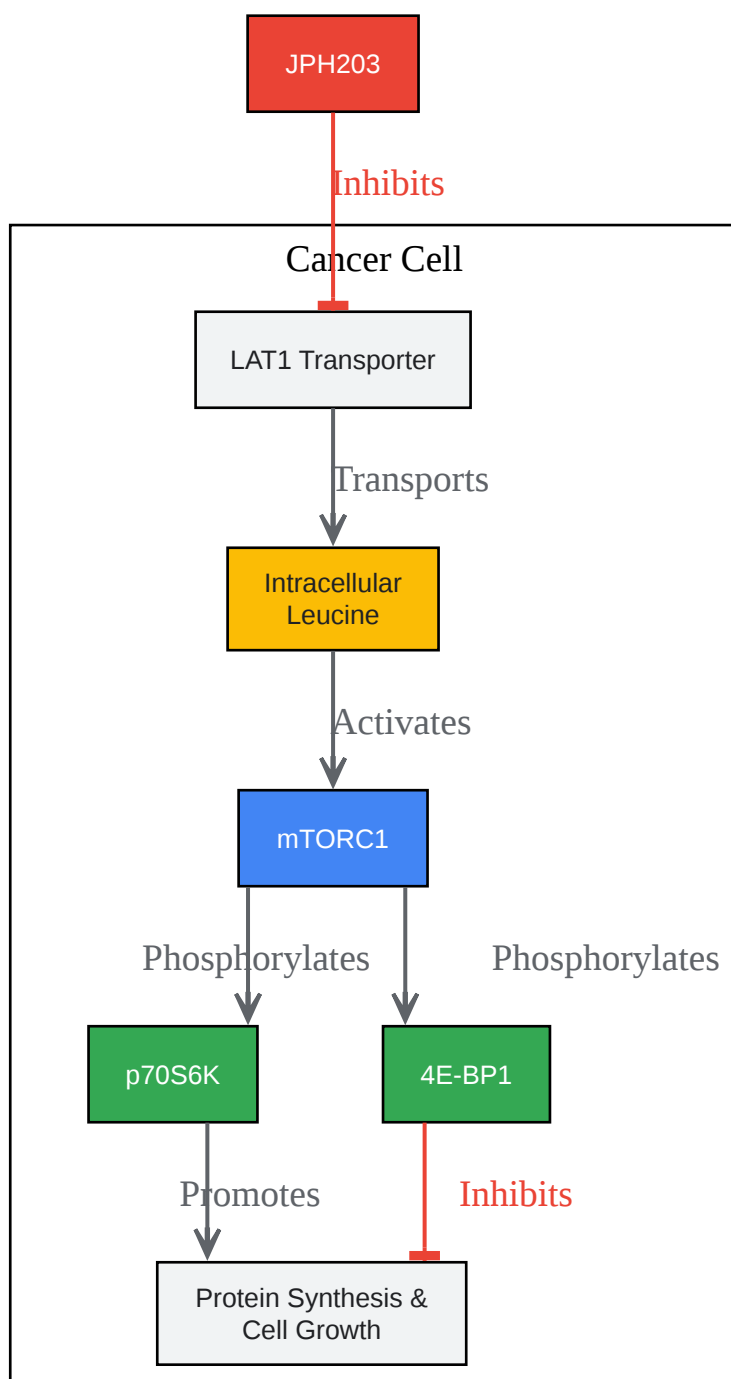 JPH203
Inhibits
Cancer Cell
LAT1 Transporter
Transports
Intracellular
Leucine
Activates
mTORC1
Phosphorylates
Phosphorylates
p70S6K
4E-BP1
Promotes
Inhibits
Protein Synthesis &
Cell Growth